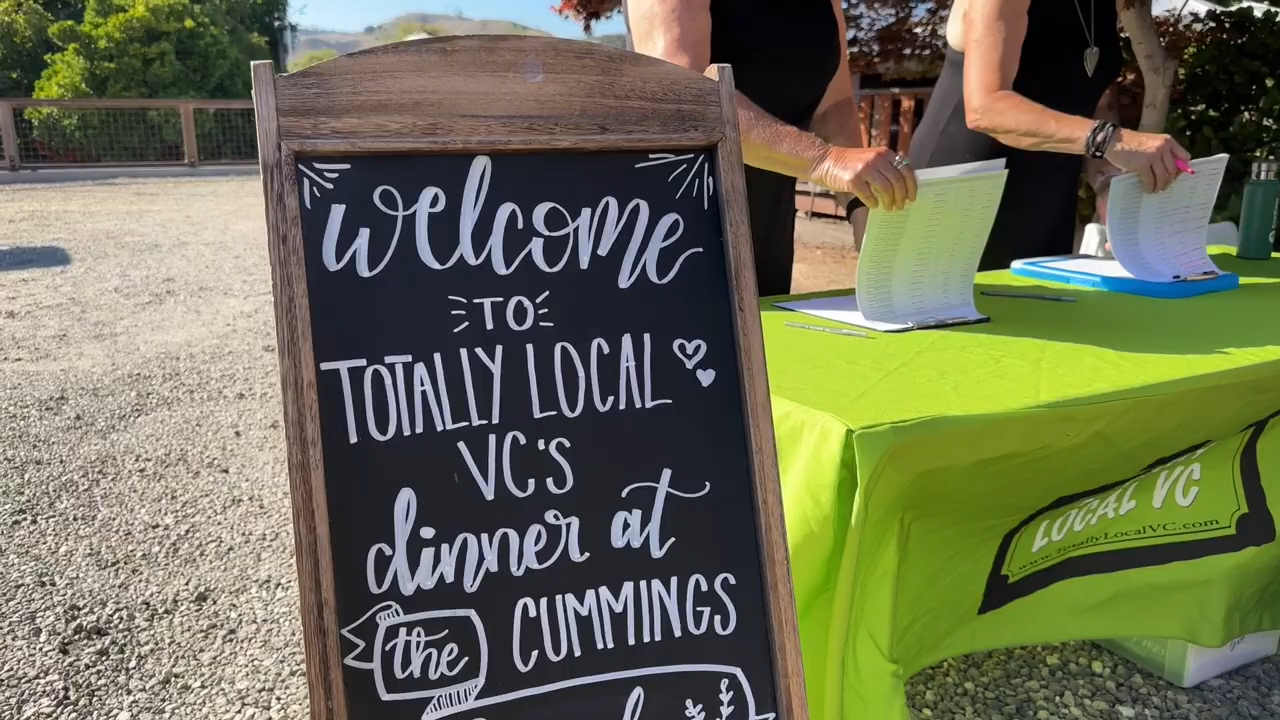 welcome
TO
TOTALLY LOCAL
VC'S
dinner at
the CUMMINGS
LOCAL VC
www.TotallyLocalVC.com